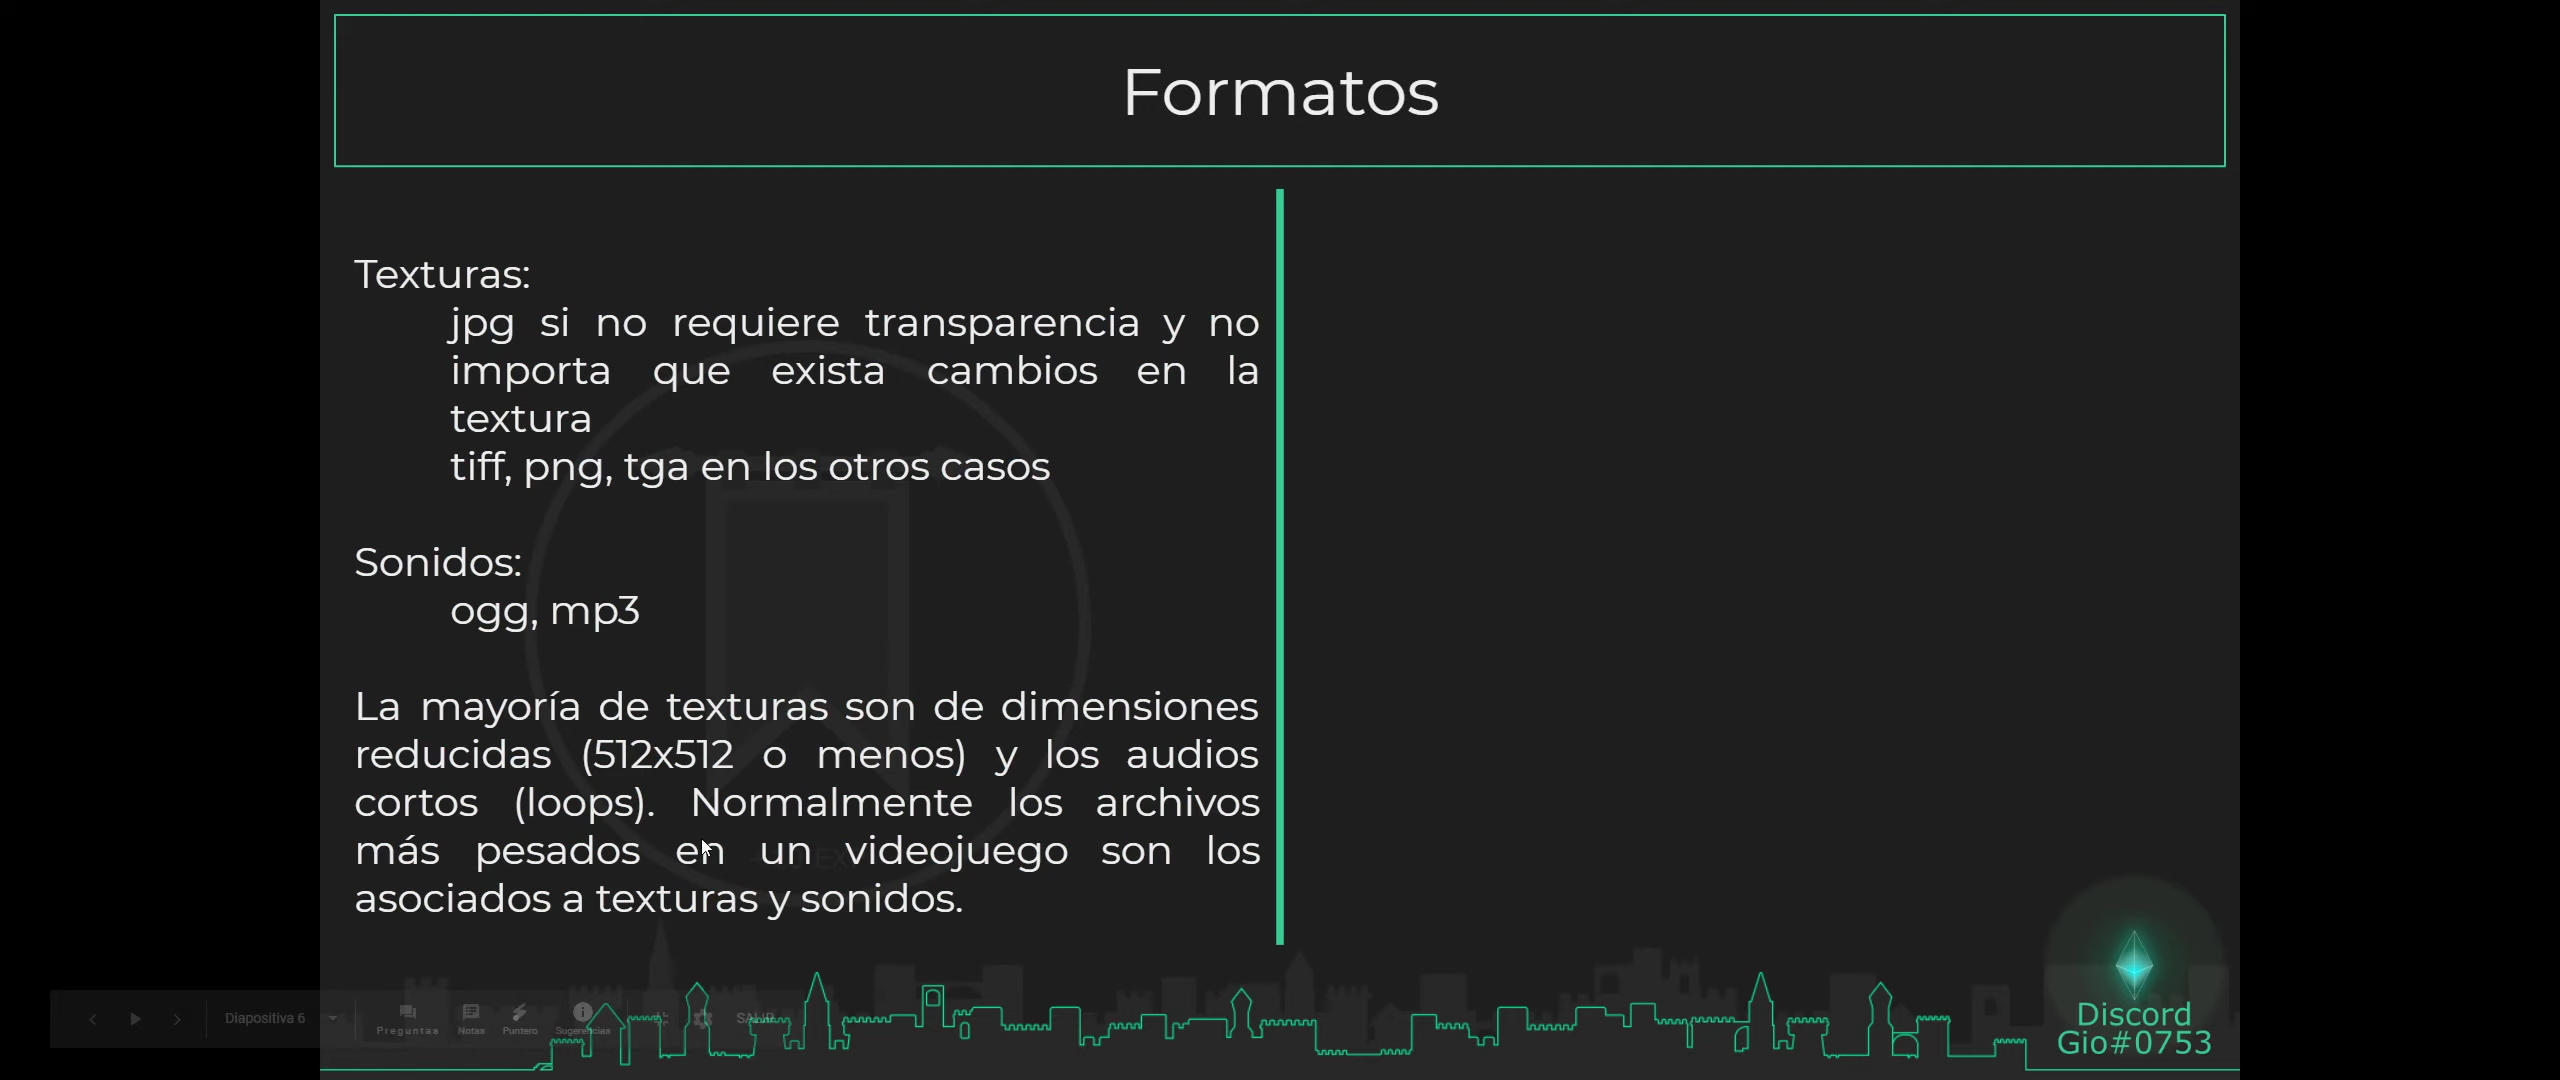 Formatos
Texturas:
jpg si no requiere transparencia y no
importa que exista cambios en la
textura
tiff, png, tga en los otros casos
Sonidos:
ogg, mp3
La mayoría de texturas son de dimensiones
reducidas (512x512 o menos) y los audios
cortos (loops). Normalmente los archivos
más pesados en un videojuego son los
asociados a texturas y sonidos.
Diapositiva 6
Preguntas
Notas
Puntero
Sugerencias
SALIR
Discord
Gio#0753